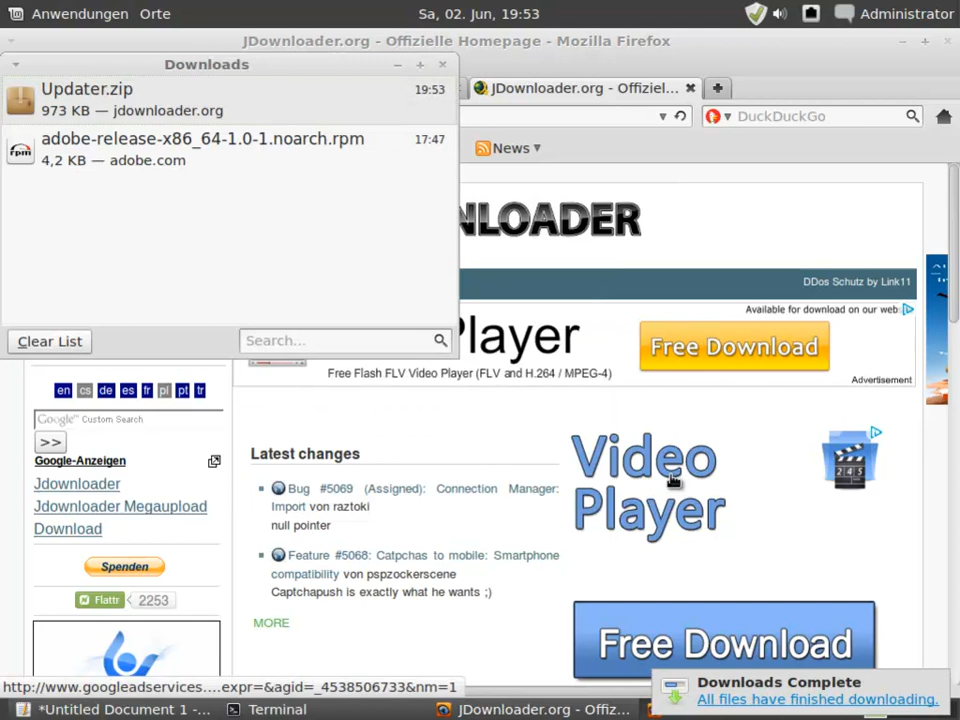 Anwendungen Orte
Sa, 02. Jun, 19:53
Administrator
JDownloader.org - Offizielle Homepage - Mozilla Firefox
Downloads
Updater.zip
19:53
973 KB — jdownloader.org
adobe-release-x86_64-1.0-1.noarch.rpm
17:47
4,2 KB — adobe.com
Clear List
Search...
JDownloader.org - Offiziel...
DuckDuckGo
News
NLOADER
DDos Schutz by Link11
Available for download on our web
Player
Free Download
Free Flash FLV Video Player (FLV and H.264 / MPEG-4)
Advertisement
en cs de es fr pl pt tr
Google™ Custom Search
>>
Google-Anzeigen
Jdownloader
Jdownloader Megaupload
Download
Spenden
Flattr 2253
Latest changes
Bug #5069 (Assigned): Connection Manager:
Import von raztoki
null pointer
Feature #5068: Catpchas to mobile: Smartphone
compatibility von pspzockerscene
Captchapush is exactly what he wants ;)
MORE
Video
Player
245
Free Download
http://www.googleadservices....expr=&agid=_4538506733&nm=1
Downloads Complete
All files have finished downloading.
*Untitled Document 1 -...
Terminal
JDownloader.org - Offiz...